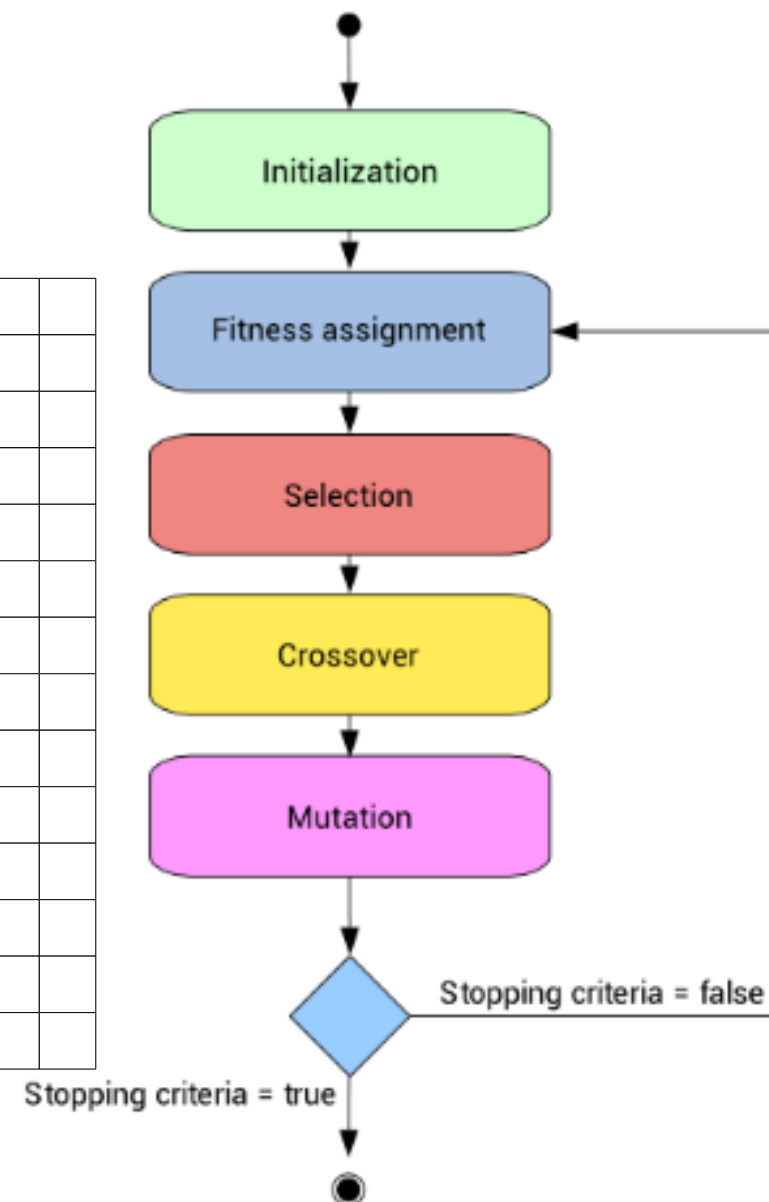 Initialization
Fitness assignment
Selection
Crossover
Mutation
Stopping criteria = false
Stopping criteria = true